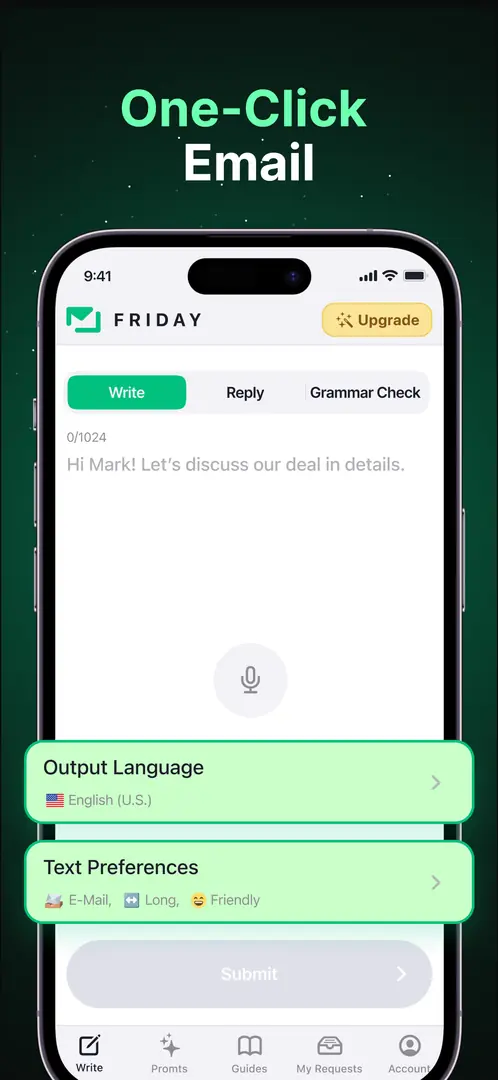 One-Click
Email
9:41
FRIDAY
Upgrade
Write
Reply
Grammar Check
0/1024
Hi Mark! Let's discuss our deal in details.
Output Language
English (U.S.)
Text Preferences
E-Mail, Long, Friendly
Submit
Write
Promts
Guides
My Requests
Account